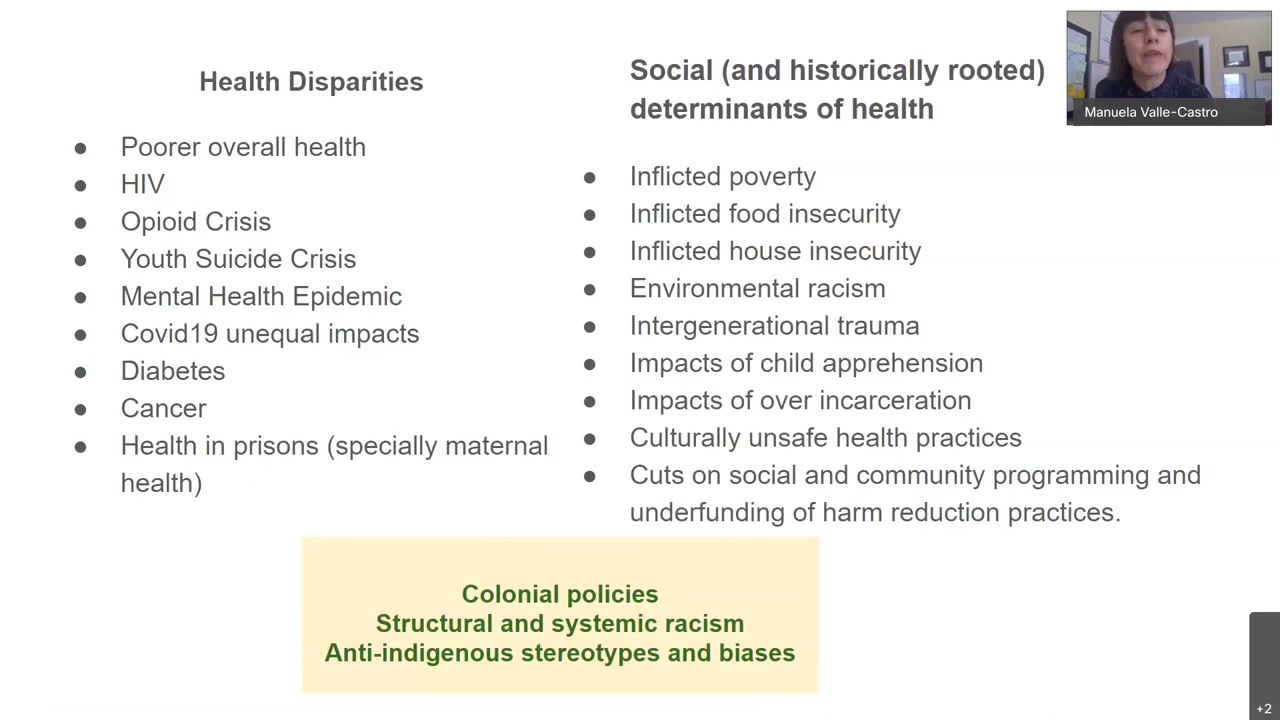 Health Disparities
Poorer overall health
HIV
Opioid Crisis
Youth Suicide Crisis
Mental Health Epidemic
Covid19 unequal impacts
Diabetes
Cancer
Health in prisons (specially maternal
health)
Social (and historically rooted)
determinants of health
Inflicted poverty
Inflicted food insecurity
Inflicted house insecurity
Environmental racism
Intergenerational trauma
Impacts of child apprehension
Impacts of over incarceration
Culturally unsafe health practices
Cuts on social and community programming and
underfunding of harm reduction practices.
Colonial policies
Structural and systemic racism
Anti-indigenous stereotypes and biases
Manuela Valle-Castro
+2